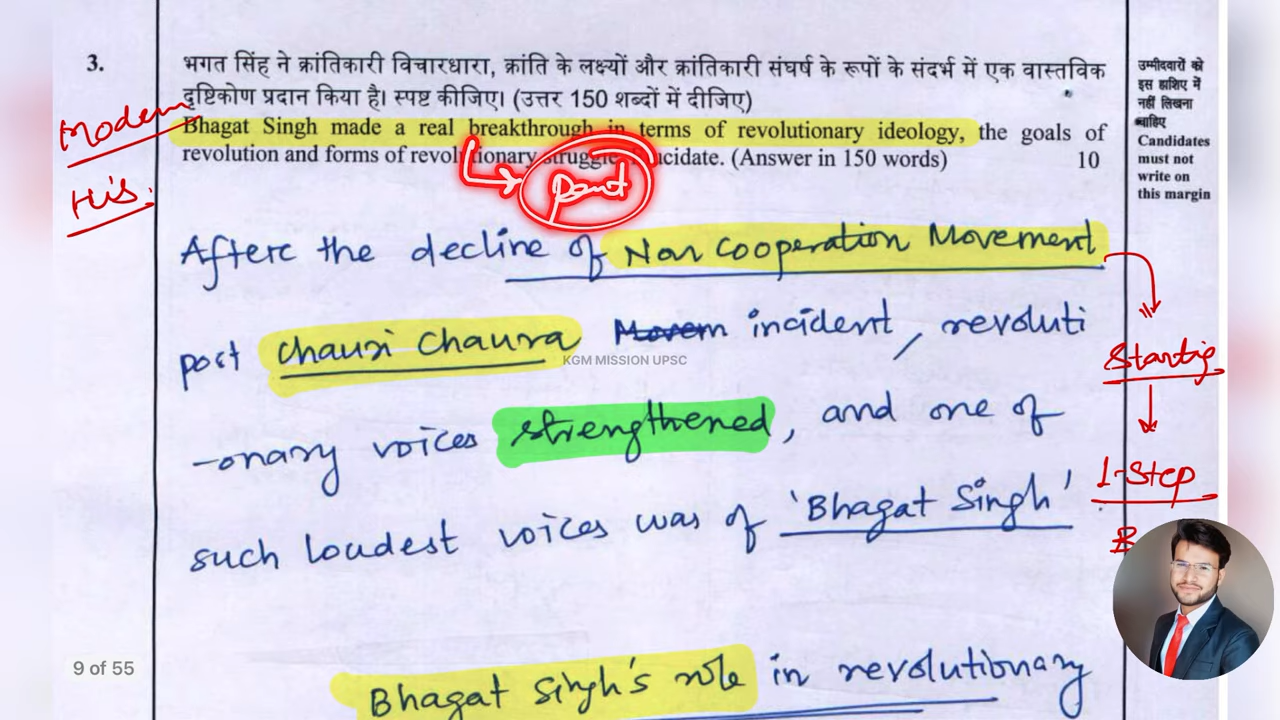 3.
भगत सिंह ने क्रांतिकारी विचारधारा, क्रांति के लक्ष्यों और क्रांतिकारी संघर्ष के रूपों के संदर्भ में एक वास्तविक
दृष्टिकोण प्रदान किया है। स्पष्ट कीजिए। (उत्तर 150 शब्दों में दीजिए)
Bhagat Singh made a real breakthrough in terms of revolutionary ideology, the goals of
revolution and forms of revolutionary struggle. Elucidate. (Answer in 150 words) 10
उम्मीदवारों को
इस हाशिए में
नहीं लिखना
चाहिए
Candidates
must not
write on
this margin
Modern
His.
After the decline of Non Cooperation Movement
post Chauri Chaura incident, revoluti
-onary voices strengthened, and one of
such loudest voices was of 'Bhagat Singh'
Bhagat Singh's role in revolutionary
KGM MISSION UPSC
Starting
1-Step
9 of 55